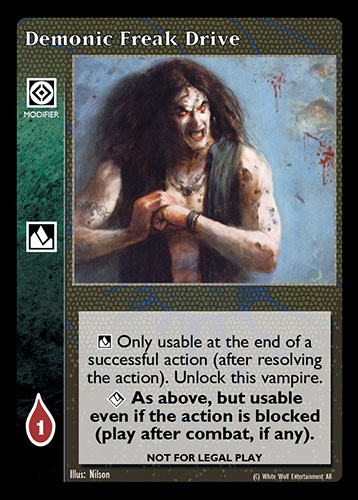 Demonic Freak Drive
MODIFIER
Only usable at the end of a
successful action (after resolving
the action). Unlock this vampire.
As above, but usable
even if the action is blocked
(play after combat, if any).
NOT FOR LEGAL PLAY
1
Illus: Nilson
(C) White Wolf Entertainment AB